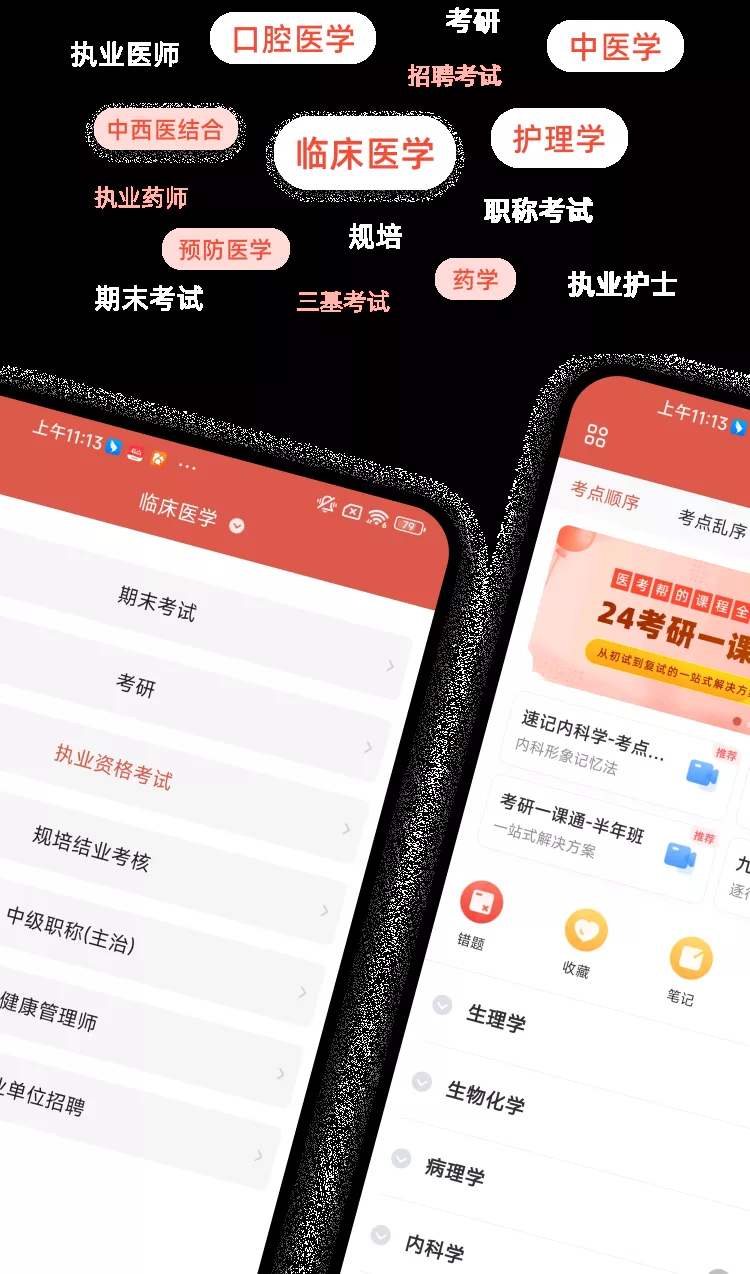 考研
口腔医学
中医学
执业医师
招聘考试
中西医结合
临床医学
护理学
执业药师
职称考试
规培
预防医学
药学
执业护士
期末考试
三基考试
上午11:13
79
临床医学
期末考试
考研
执业资格考试
规培结业考核
中级职称(主治)
健康管理师
业单位招聘
上午11:13
考点顺序
考点乱序
医考帮的课程全
24考研一课
从初试到复试的一站式解决方案
速记内科学-考点...
推荐
内科形象记忆法
考研一课通-半年班
推荐
一站式解决方案
九
逐行
错题
收藏
笔记
生理学
生物化学
病理学
内科学